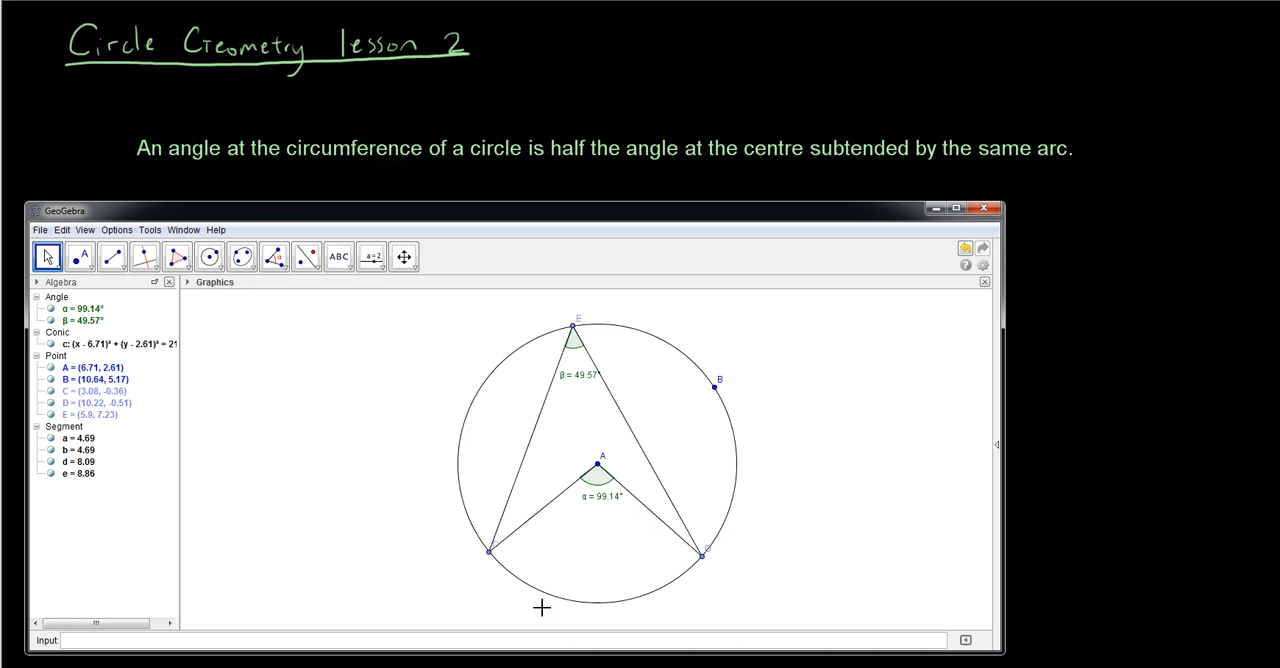 Circle Geometry lesson 2
An angle at the circumference of a circle is half the angle at the centre subtended by the same arc.
GeoGebra
File Edit View Options Tools Window Help
A ABC a=2
Algebra
Graphics
Angle
α = 99.14°
β = 49.57°
Conic
c: (x - 6.71)² + (y - 2.61)² = 21
Point
A = (6.71, 2.61)
B = (10.64, 5.17)
C = (3.08, -0.36)
D = (10.22, -0.51)
E = (5.9, 7.23)
Segment
a = 4.69
b = 4.69
d = 8.09
e = 8.86
E
β = 49.57°
B
A
α = 99.14°
C
D
Input: